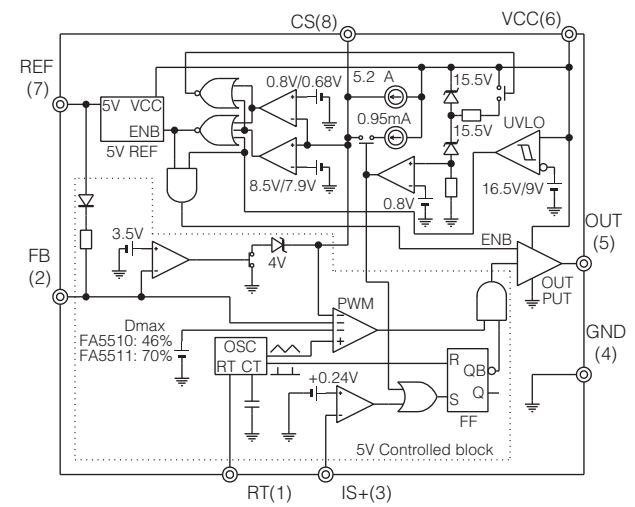 CS(8)
VCC(6)
REF
(7)
5V VCC
ENB
5V REF
0.8V/0.68V
5.2 A
0.95mA
15.5V
15.5V
UVLO
8.5V/7.9V
0.8V
16.5V/9V
OUT
(5)
ENB
OUT
PUT
FB
(2)
3.5V
4V
PWM
Dmax
FA5510: 46%
FA5511: 70%
OSC
RT CT
+0.24V
R
QB
S
Q
FF
GND
(4)
5V Controlled block
RT(1)
IS+(3)